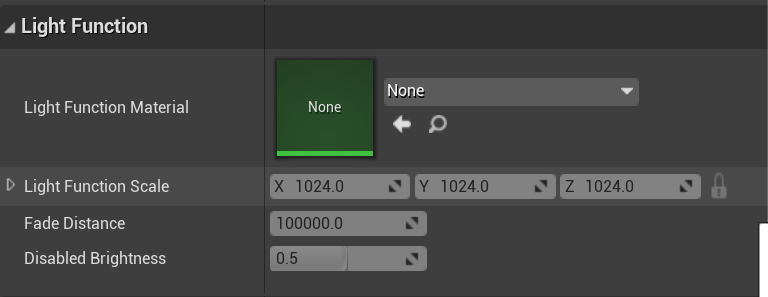 Light Function
Light Function Material
None
None
Light Function Scale
X 1024.0
Y 1024.0
Z 1024.0
Fade Distance
100000.0
Disabled Brightness
0.5